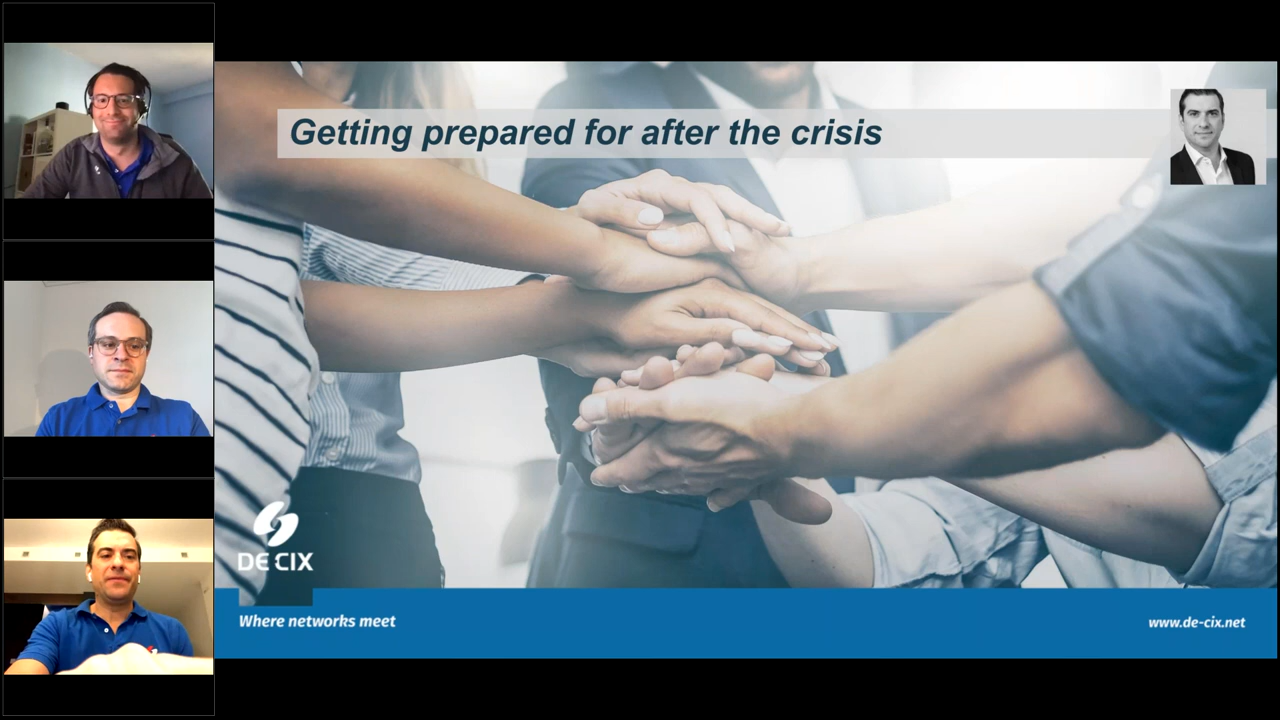 Getting prepared for after the crisis
DE CIX
Where networks meet
www.de-cix.net